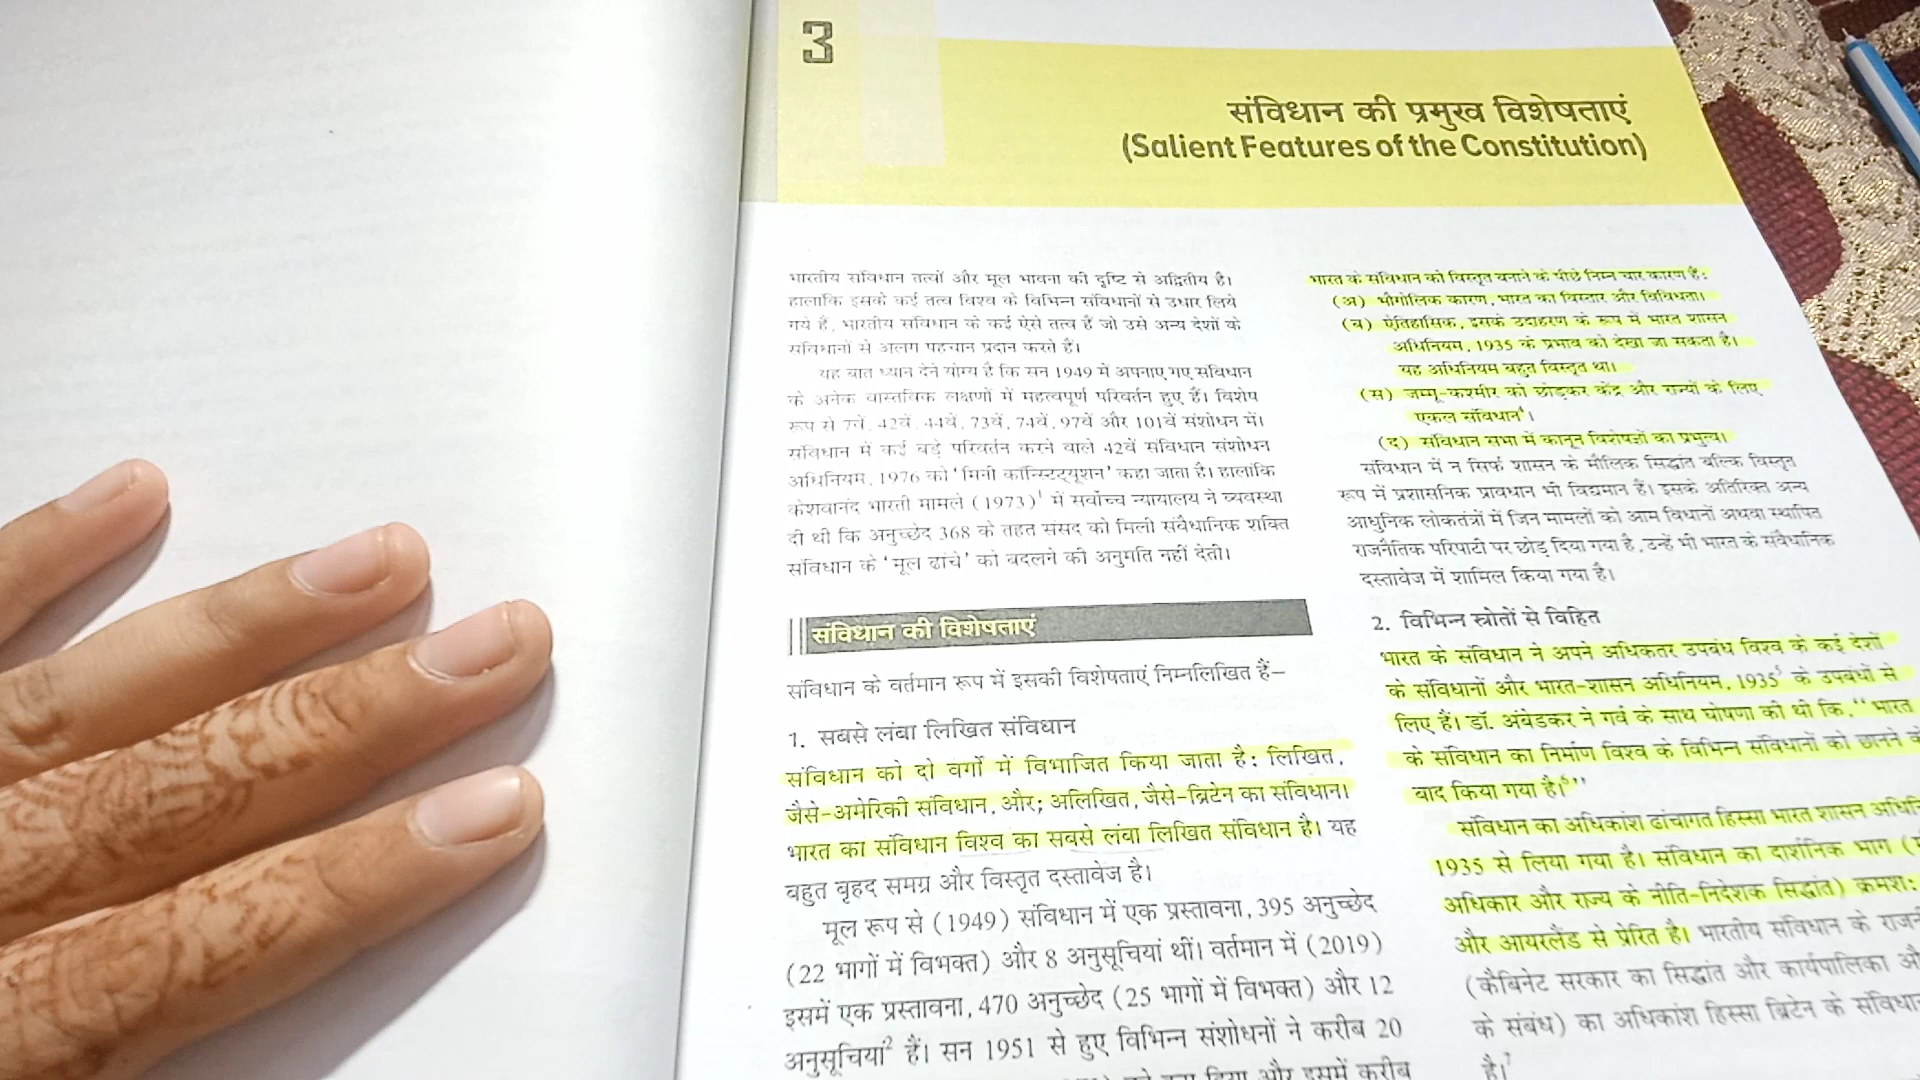 3
संविधान की प्रमुख विशेषताएं
(Salient Features of the Constitution)
भारतीय संविधान तत्वों और मूल भावना की दृष्टि से अद्वितीय है।
हालांकि इसके कई तत्व विश्व के विभिन्न संविधानों से उधार लिये
गये हैं, भारतीय संविधान के कई ऐसे तत्व हैं जो उसे अन्य देशों के
संविधानों से अलग पहचान प्रदान करते हैं।
यह बात ध्यान देने योग्य है कि सन 1949 में अपनाए गए संविधान
के अनेक वास्तविक लक्षणों में महत्वपूर्ण परिवर्तन हुए हैं। विशेष
रूप से 7वें, 42वें, 44वें, 73वें, 74वें, 97वें और 101वें संशोधन में।
संविधान में कई बड़े परिवर्तन करने वाले 42वें संविधान संशोधन
अधिनियम, 1976 को 'मिनी कॉन्स्टिट्यूशन' कहा जाता है। हालांकि
केशवानंद भारती मामले (1973)¹ में सर्वोच्च न्यायालय ने व्यवस्था
दी थी कि अनुच्छेद 368 के तहत संसद को मिली संवैधानिक शक्ति
संविधान के 'मूल ढांचे' को बदलने की अनुमति नहीं देती।
संविधान की विशेषताएं
संविधान के वर्तमान रूप में इसकी विशेषताएं निम्नलिखित हैं–
1. सबसे लंबा लिखित संविधान
संविधान को दो वर्गों में विभाजित किया जाता है: लिखित,
जैसे-अमेरिकी संविधान, और; अलिखित, जैसे-ब्रिटेन का संविधान।
भारत का संविधान विश्व का सबसे लंबा लिखित संविधान है। यह
बहुत बृहद समग्र और विस्तृत दस्तावेज है।
मूल रूप से (1949) संविधान में एक प्रस्तावना, 395 अनुच्छेद
(22 भागों में विभक्त) और 8 अनुसूचियां थीं। वर्तमान में (2019)
इसमें एक प्रस्तावना, 470 अनुच्छेद (25 भागों में विभक्त) और 12
अनुसूचियां² हैं। सन 1951 से हुए विभिन्न संशोधनों ने करीब 20
और इसमें करीब
भारत के संविधान को विस्तृत बनाने के पीछे निम्न चार कारण हैं:
(अ) भौगोलिक कारण, भारत का विस्तार और विविधता।
(ब) ऐतिहासिक, इसके उदाहरण के रूप में भारत शासन
अधिनियम, 1935 के प्रभाव को देखा जा सकता है।
यह अधिनियम बहुत विस्तृत था।
(स) जम्मू-कश्मीर को छोड़कर केंद्र और राज्यों के लिए
एकल संविधान⁴।
(द) संविधान सभा में कानून विशेषज्ञों का प्रभुत्व।
संविधान में न सिर्फ शासन के मौलिक सिद्धांत बल्कि विस्तृत
रूप में प्रशासनिक प्रावधान भी विद्यमान हैं। इसके अतिरिक्त अन्य
आधुनिक लोकतंत्रों में जिन मामलों को आम विधानों अथवा स्थापित
राजनैतिक परिपाटी पर छोड़ दिया गया है, उन्हें भी भारत के संवैधानिक
दस्तावेज में शामिल किया गया है।
2. विभिन्न स्रोतों से विहित
भारत के संविधान ने अपने अधिकतर उपबंध विश्व के कई देशों
के संविधानों और भारत-शासन अधिनियम, 1935⁵ के उपबंधों से
लिए हैं। डॉ. अंबेडकर ने गर्व के साथ घोषणा की थी कि, "भारत
के संविधान का निर्माण विश्व के विभिन्न संविधानों को छानने
बाद किया गया है।⁶"
संविधान का अधिकांश ढांचागत हिस्सा भारत शासन
1935 से लिया गया है। संविधान का दार्शनिक भाग
अधिकार और राज्य के नीति-निदेशक सिद्धांत) क्रमश:
और आयरलैंड से प्रेरित है। भारतीय संविधान के
(कैबिनेट सरकार का सिद्धांत और कार्यपालिका
के संबंध) का अधिकांश हिस्सा ब्रिटेन के
है।⁷